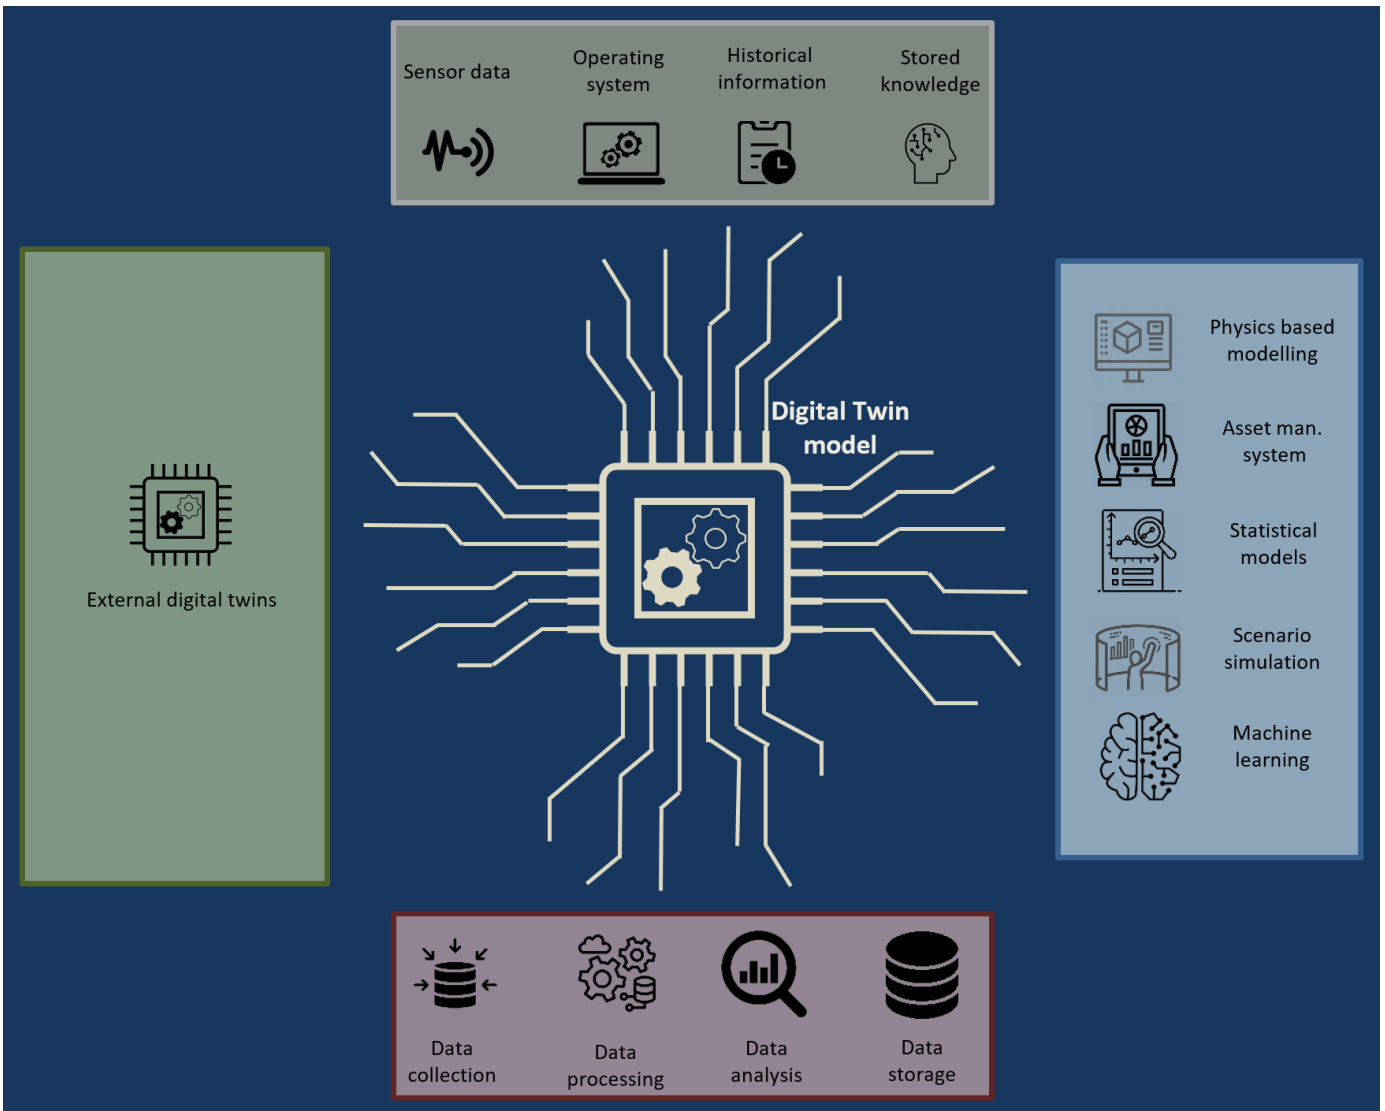 Sensor data
Operating
system
Historical
information
Stored
knowledge
Digital Twin
model
External digital twins
Physics based
modelling
Asset man.
system
Statistical
models
Scenario
simulation
Machine
learning
Data
collection
Data
processing
Data
analysis
Data
storage